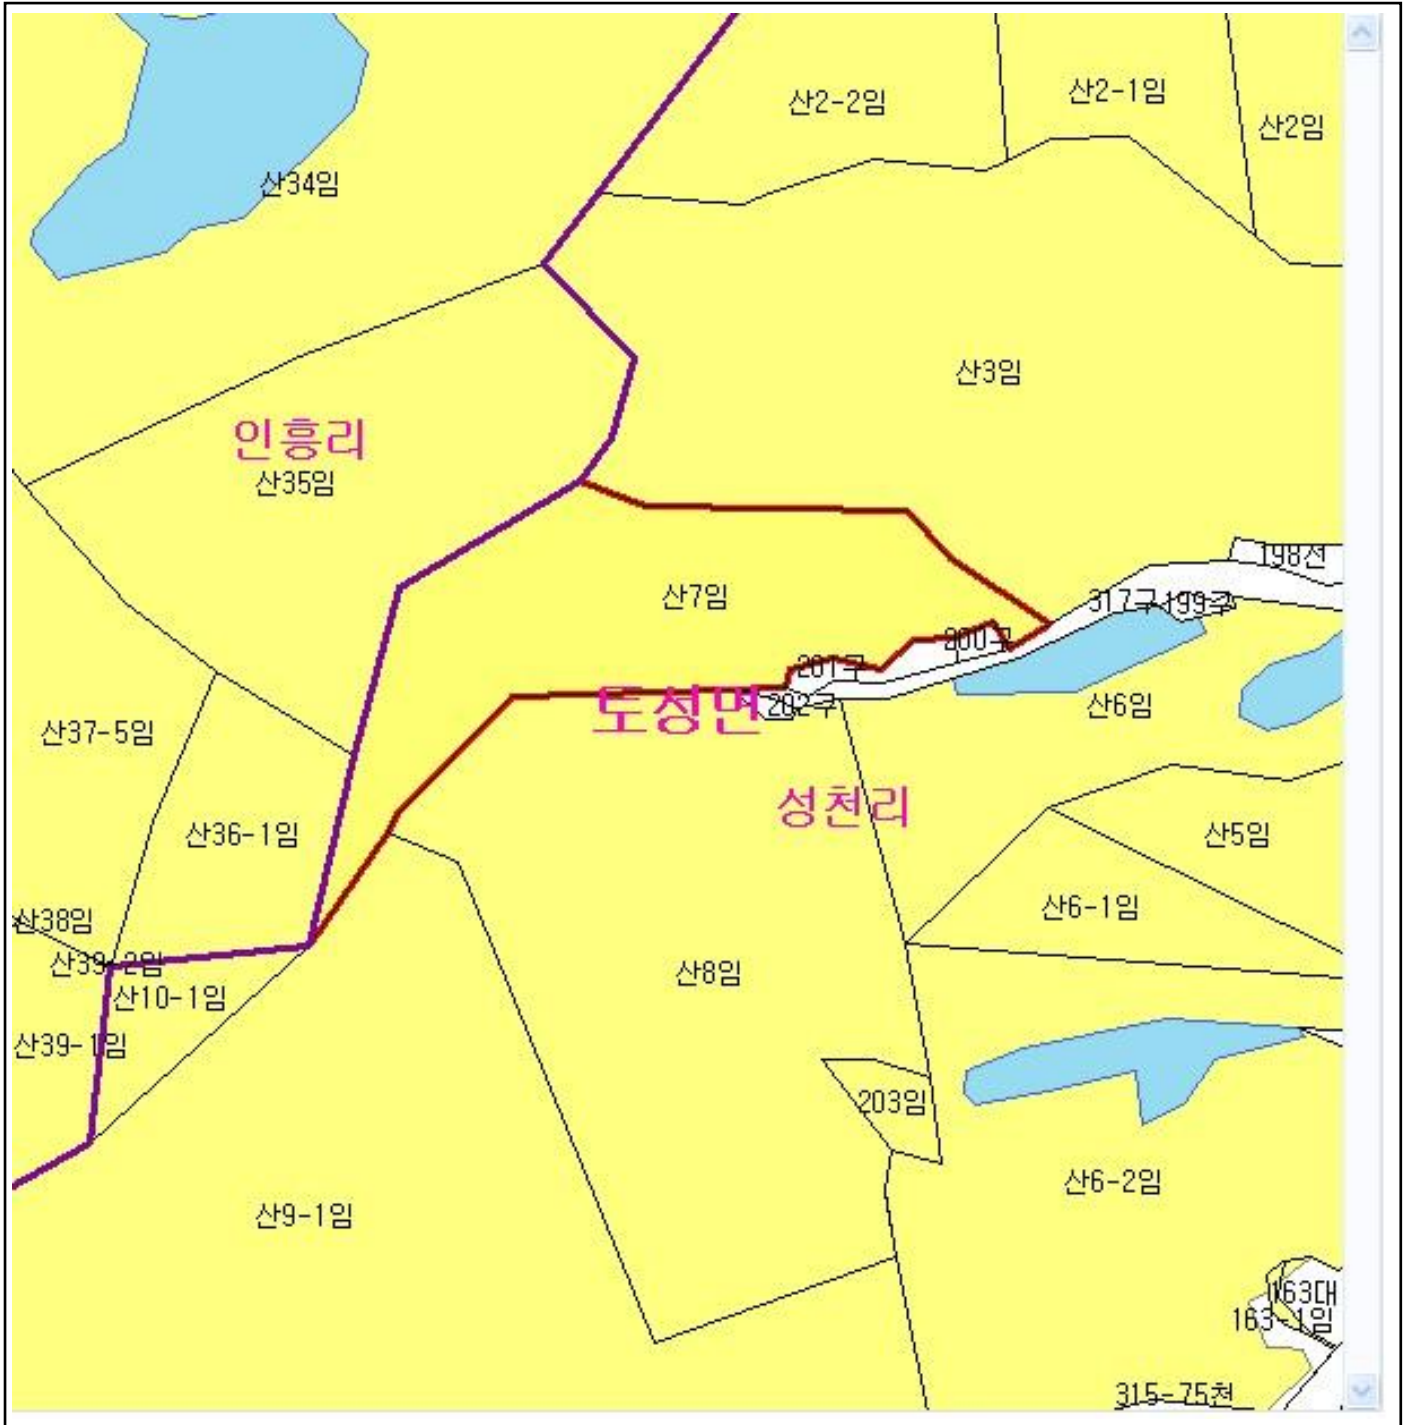 산2-2임
산2-1임
산2임
산34임
산3임
인흥리
산35임
198전
산7임
317구
199구
200구
201구
토성면
202구
산6임
산37-5임
성천리
산36-1임
산5임
산38임
산6-1임
산39-2임
산8임
산10-1임
산39-1임
203임
산6-2임
산9-1임
163대
163-1임
315-75천